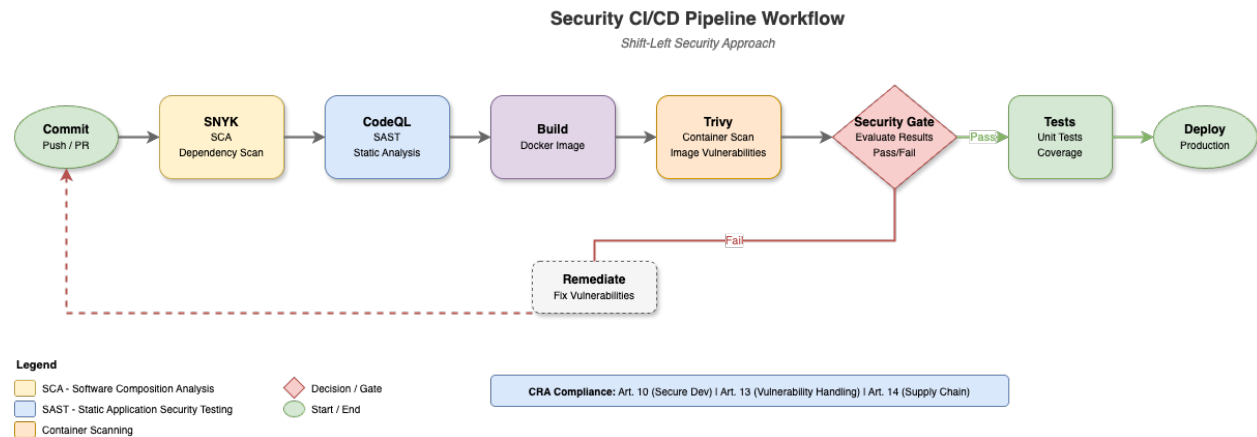 Security CI/CD Pipeline Workflow
Shift-Left Security Approach
Commit
Push / PR
SNYK
SCA
Dependency Scan
CodeQL
SAST
Static Analysis
Build
Docker Image
Trivy
Container Scan
Image Vulnerabilities
Security Gate
Evaluate Results
Pass/Fail
Pass
Tests
Unit Tests
Coverage
Deploy
Production
Fail
Remediate
Fix Vulnerabilities
Legend
SCA - Software Composition Analysis
SAST - Static Application Security Testing
Container Scanning
Decision / Gate
Start / End
CRA Compliance: Art. 10 (Secure Dev) | Art. 13 (Vulnerability Handling) | Art. 14 (Supply Chain)